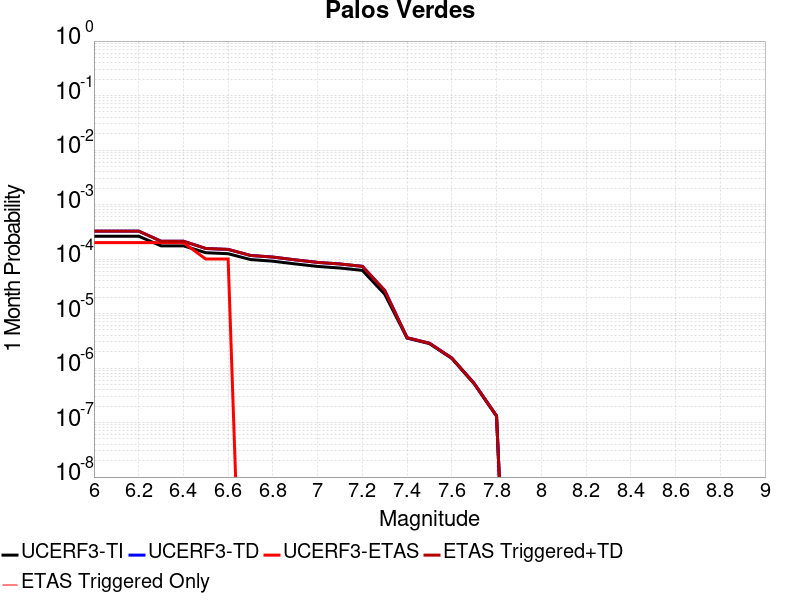 Palos Verdes
10^0
10^-1
10^-2
10^-3
10^-4
10^-5
10^-6
10^-7
10^-8
1 Month Probability
6 6.2 6.4 6.6 6.8 7 7.2 7.4 7.6 7.8 8 8.2 8.4 8.6 8.8 9
Magnitude
UCERF3-TI UCERF3-TD UCERF3-ETAS ETAS Triggered+TD
ETAS Triggered Only